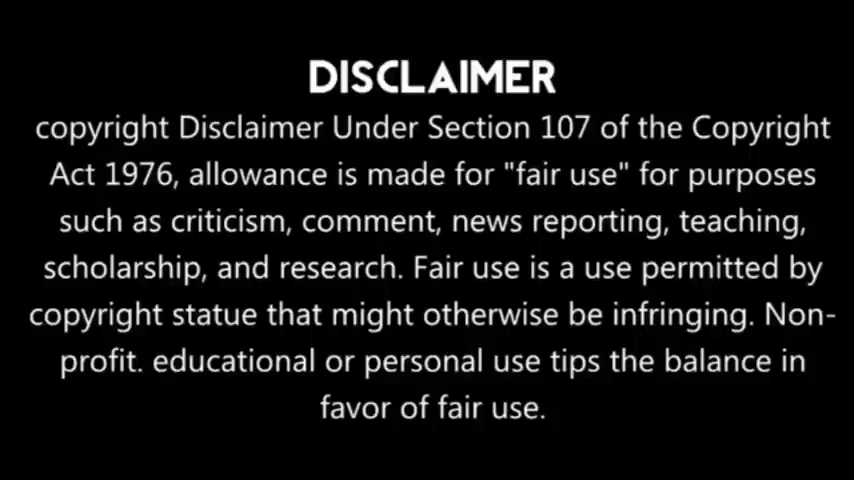 DISCLAIMER
copyright Disclaimer Under Section 107 of the Copyright
Act 1976, allowance is made for "fair use" for purposes
such as criticism, comment, news reporting, teaching,
scholarship, and research. Fair use is a use permitted by
copyright statue that might otherwise be infringing. Non-
profit. educational or personal use tips the balance in
favor of fair use.